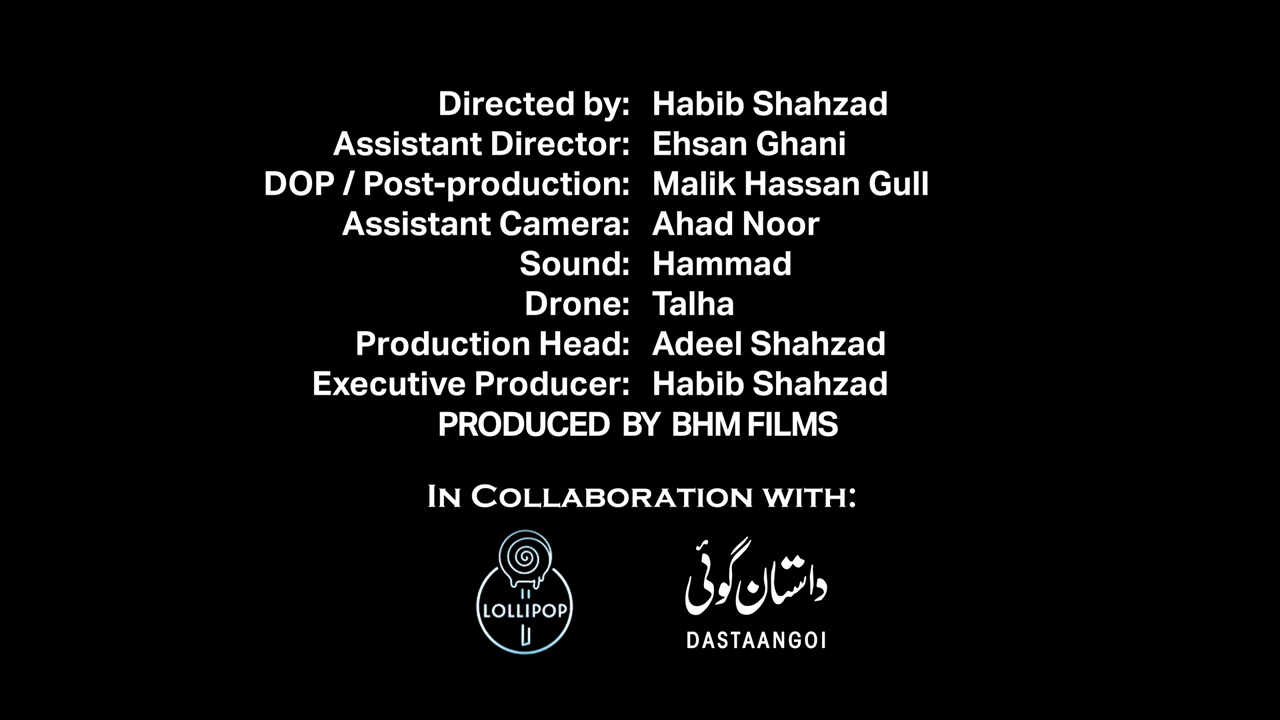 Directed by: Habib Shahzad
Assistant Director: Ehsan Ghani
DOP / Post-production: Malik Hassan Gull
Assistant Camera: Ahad Noor
Sound: Hammad
Drone: Talha
Production Head: Adeel Shahzad
Executive Producer: Habib Shahzad
PRODUCED BY BHM FILMS
IN COLLABORATION WITH:
LOLLIPOP
داستان گوئی
DASTAANGOI